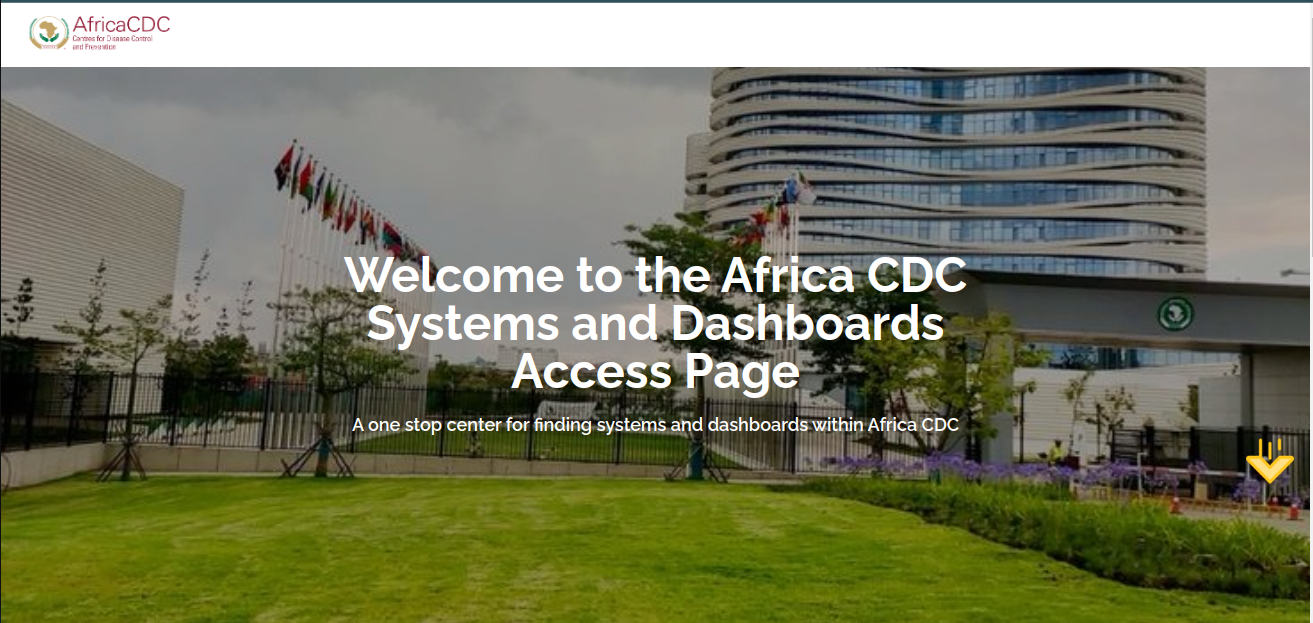 AfricaCDC
Centres for Disease Control
and Prevention
Welcome to the Africa CDC
Systems and Dashboards
Access Page
A one stop center for finding systems and dashboards within Africa CDC